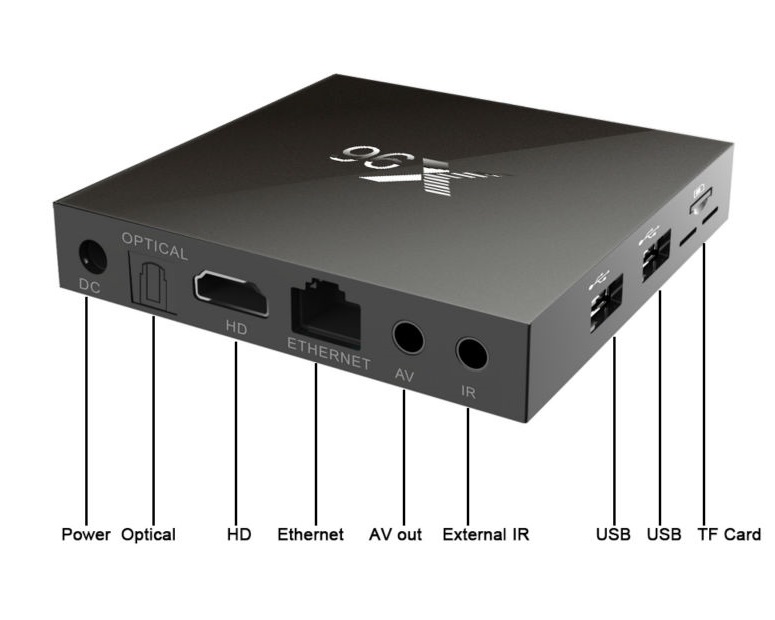 X96
OPTICAL
DC
HD
ETHERNET
AV
IR
Power Optical HD Ethernet AV out External IR USB USB TF Card